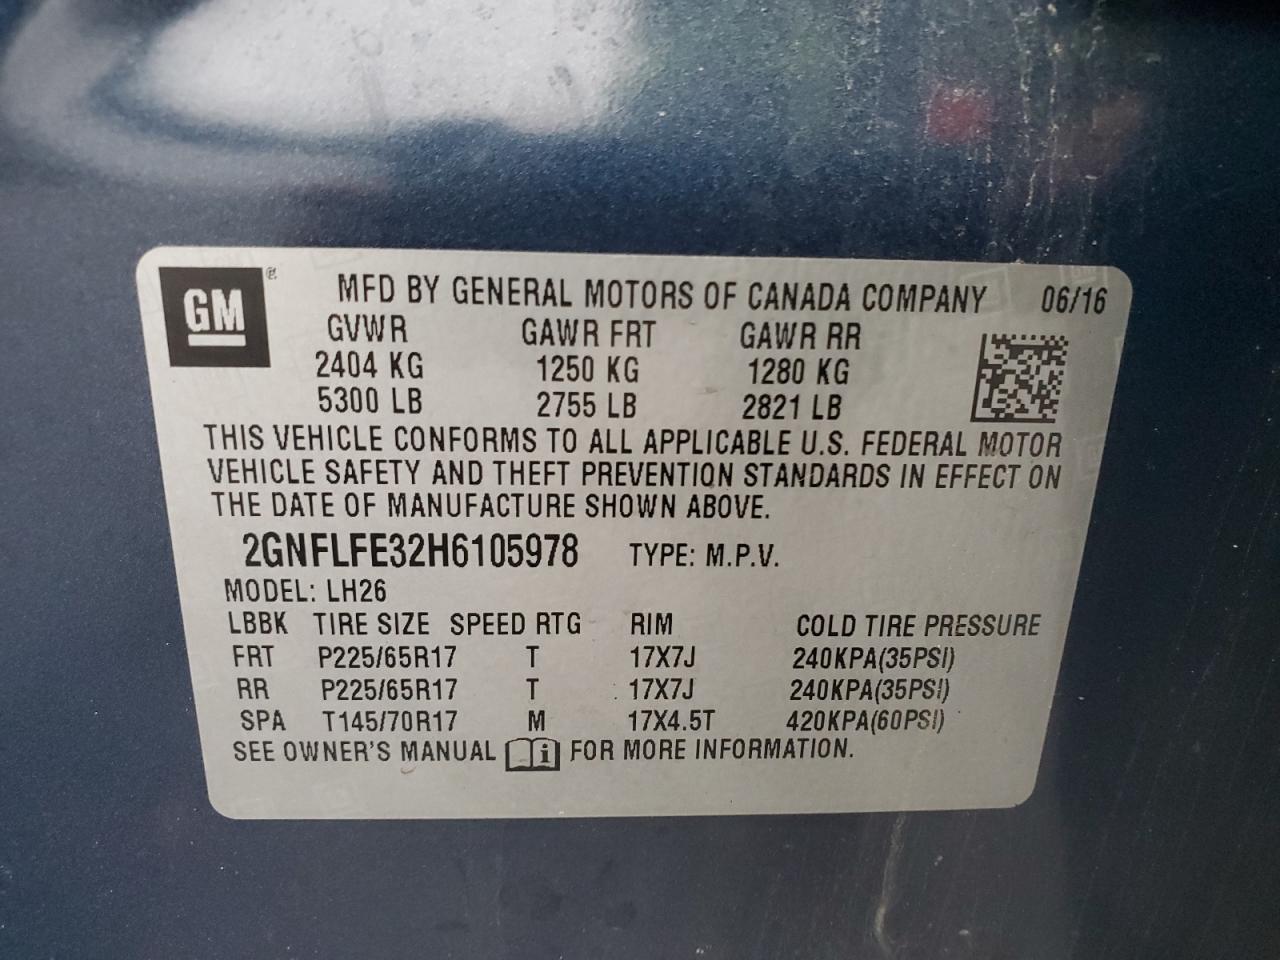 GM ® MFD BY GENERAL MOTORS OF CANADA COMPANY 06/16
GVWR GAWR FRT GAWR RR
2404 KG 1250 KG 1280 KG
5300 LB 2755 LB 2821 LB
THIS VEHICLE CONFORMS TO ALL APPLICABLE U.S. FEDERAL MOTOR
VEHICLE SAFETY AND THEFT PREVENTION STANDARDS IN EFFECT ON
THE DATE OF MANUFACTURE SHOWN ABOVE.
2GNFLFE32H6105978 TYPE: M.P.V.
MODEL: LH26
LBBK TIRE SIZE SPEED RTG RIM COLD TIRE PRESSURE
FRT P225/65R17 T 17X7J 240KPA(35PSI)
RR P225/65R17 T 17X7J 240KPA(35PSI)
SPA T145/70R17 M 17X4.5T 420KPA(60PSI)
SEE OWNER'S MANUAL i FOR MORE INFORMATION.